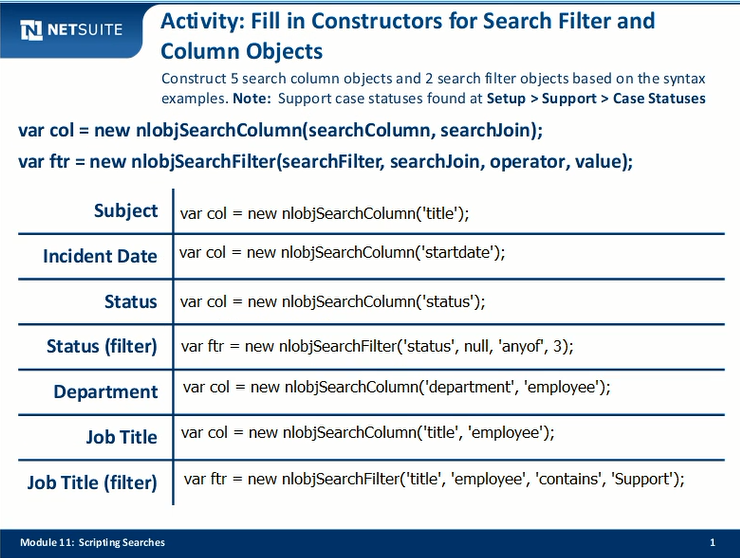 NETSUITE
Activity: Fill in Constructors for Search Filter and
Column Objects
Construct 5 search column objects and 2 search filter objects based on the syntax
examples. Note: Support case statuses found at Setup > Support > Case Statuses
var col = new nlobjSearchColumn(searchColumn, searchJoin);
var ftr = new nlobjSearchFilter(searchFilter, searchJoin, operator, value);
Subject var col = new nlobjSearchColumn('title');
Incident Date var col = new nlobjSearchColumn('startdate');
Status var col = new nlobjSearchColumn('status');
Status (filter) var ftr = new nlobjSearchFilter('status', null, 'anyof', 3);
Department var col = new nlobjSearchColumn('department', 'employee');
Job Title var col = new nlobjSearchColumn('title', 'employee');
Job Title (filter) var ftr = new nlobjSearchFilter('title', 'employee', 'contains', 'Support');
Module 11: Scripting Searches 1